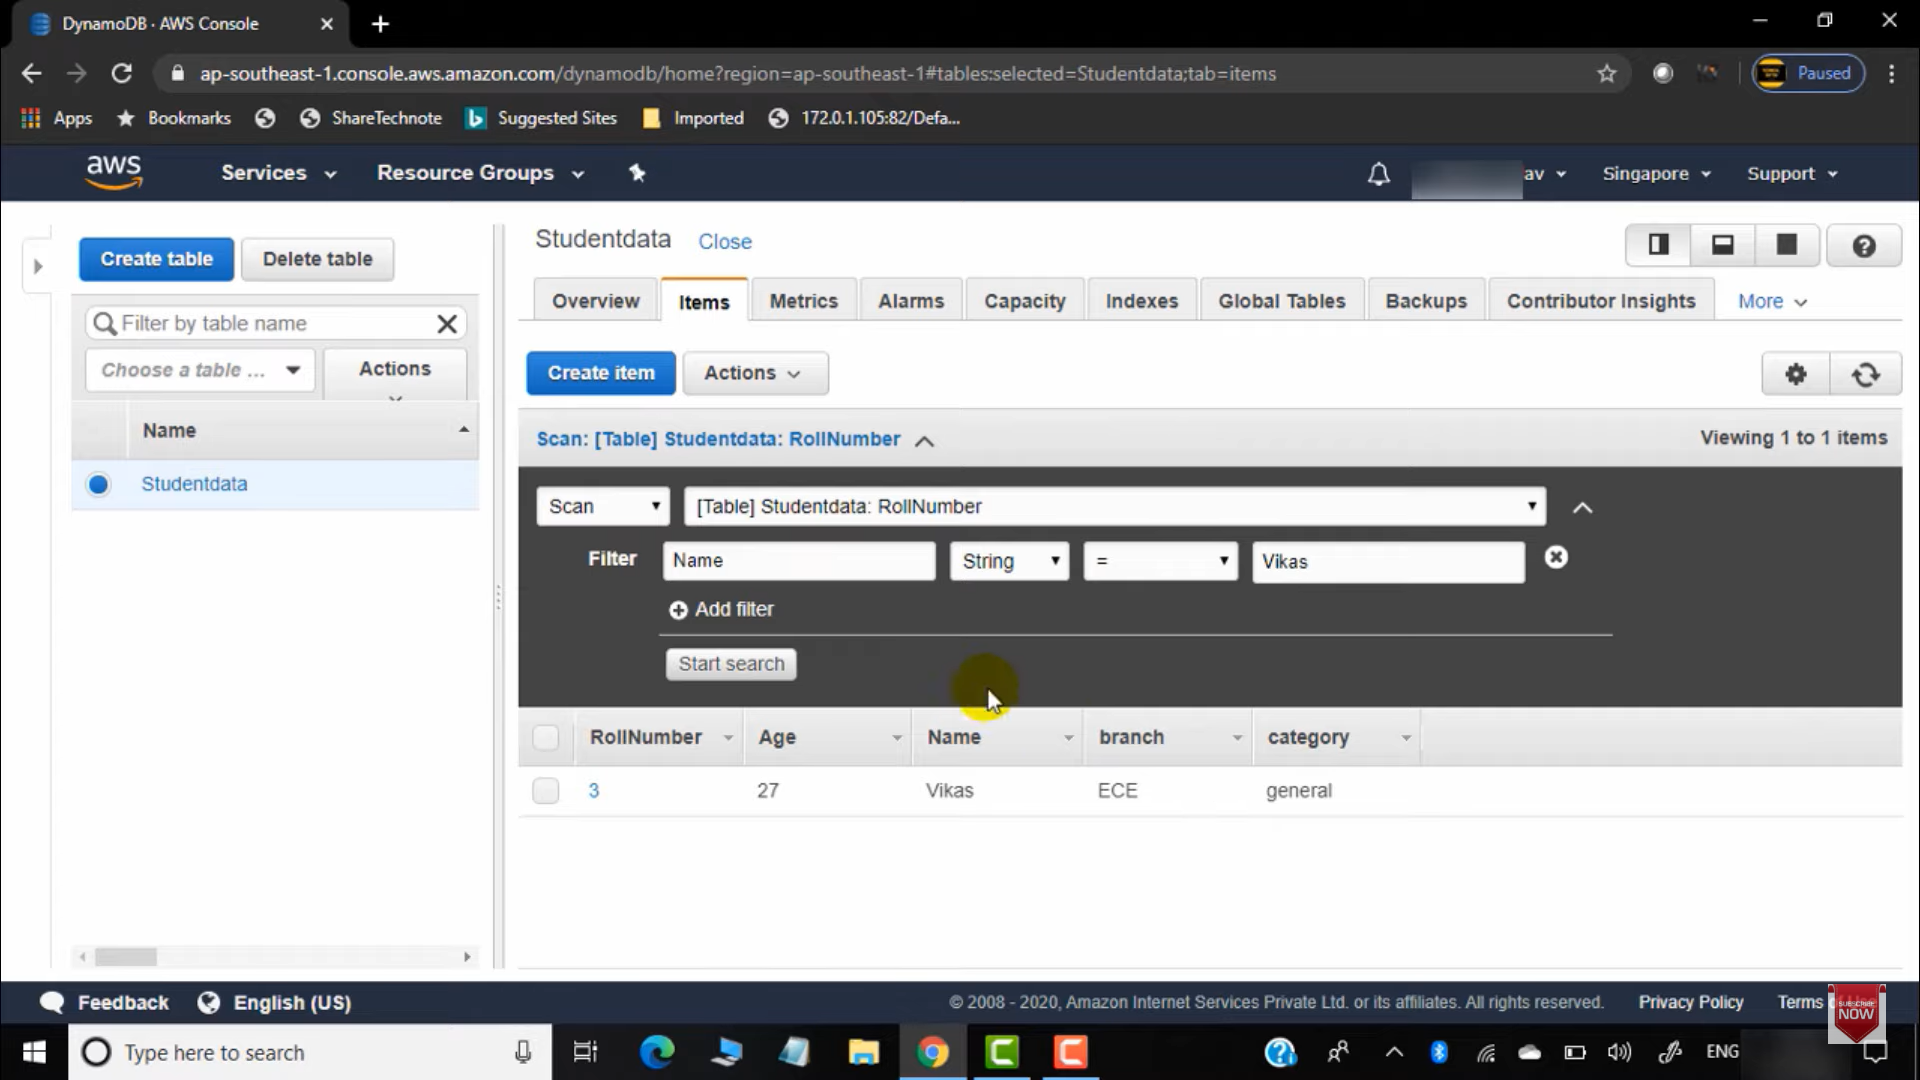 DynamoDB · AWS Console
ap-southeast-1.console.aws.amazon.com/dynamodb/home?region=ap-southeast-1#tables:selected=Studentdata;tab=items
Paused
Apps
Bookmarks
ShareTechnote
Suggested Sites
Imported
172.0.1.105:82/Defa...
aws
Services
Resource Groups
av
Singapore
Support
Create table
Delete table
Filter by table name
Choose a table ...
Actions
Name
Studentdata
Studentdata
Close
Overview
Items
Metrics
Alarms
Capacity
Indexes
Global Tables
Backups
Contributor Insights
More
Create item
Actions
Scan: [Table] Studentdata: RollNumber
Viewing 1 to 1 items
Scan
[Table] Studentdata: RollNumber
Filter
Name
String
=
Vikas
Add filter
Start search
RollNumber
Age
Name
branch
category
3
27
Vikas
ECE
general
Feedback
English (US)
© 2008 - 2020, Amazon Internet Services Private Ltd. or its affiliates. All rights reserved.
Privacy Policy
Terms
SUBSCRIBE
NOW
Type here to search
ENG